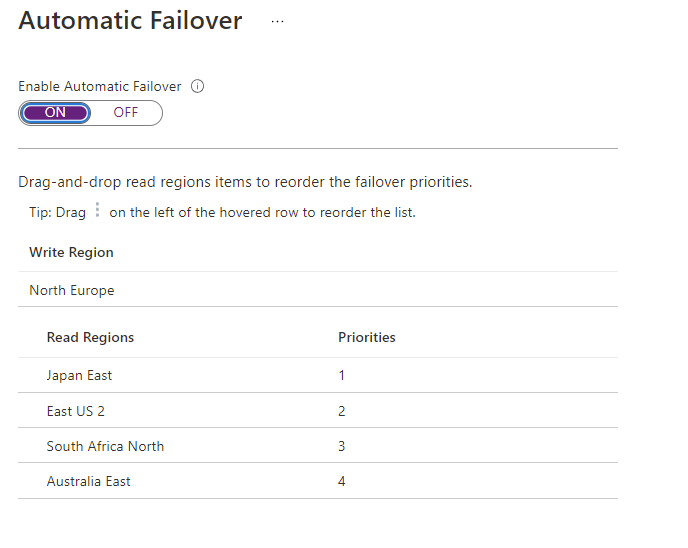 Automatic Failover ...
Enable Automatic Failover
ON OFF
Drag-and-drop read regions items to reorder the failover priorities.
Tip: Drag ⋮ on the left of the hovered row to reorder the list.
Write Region
North Europe
Read Regions Priorities
Japan East 1
East US 2 2
South Africa North 3
Australia East 4